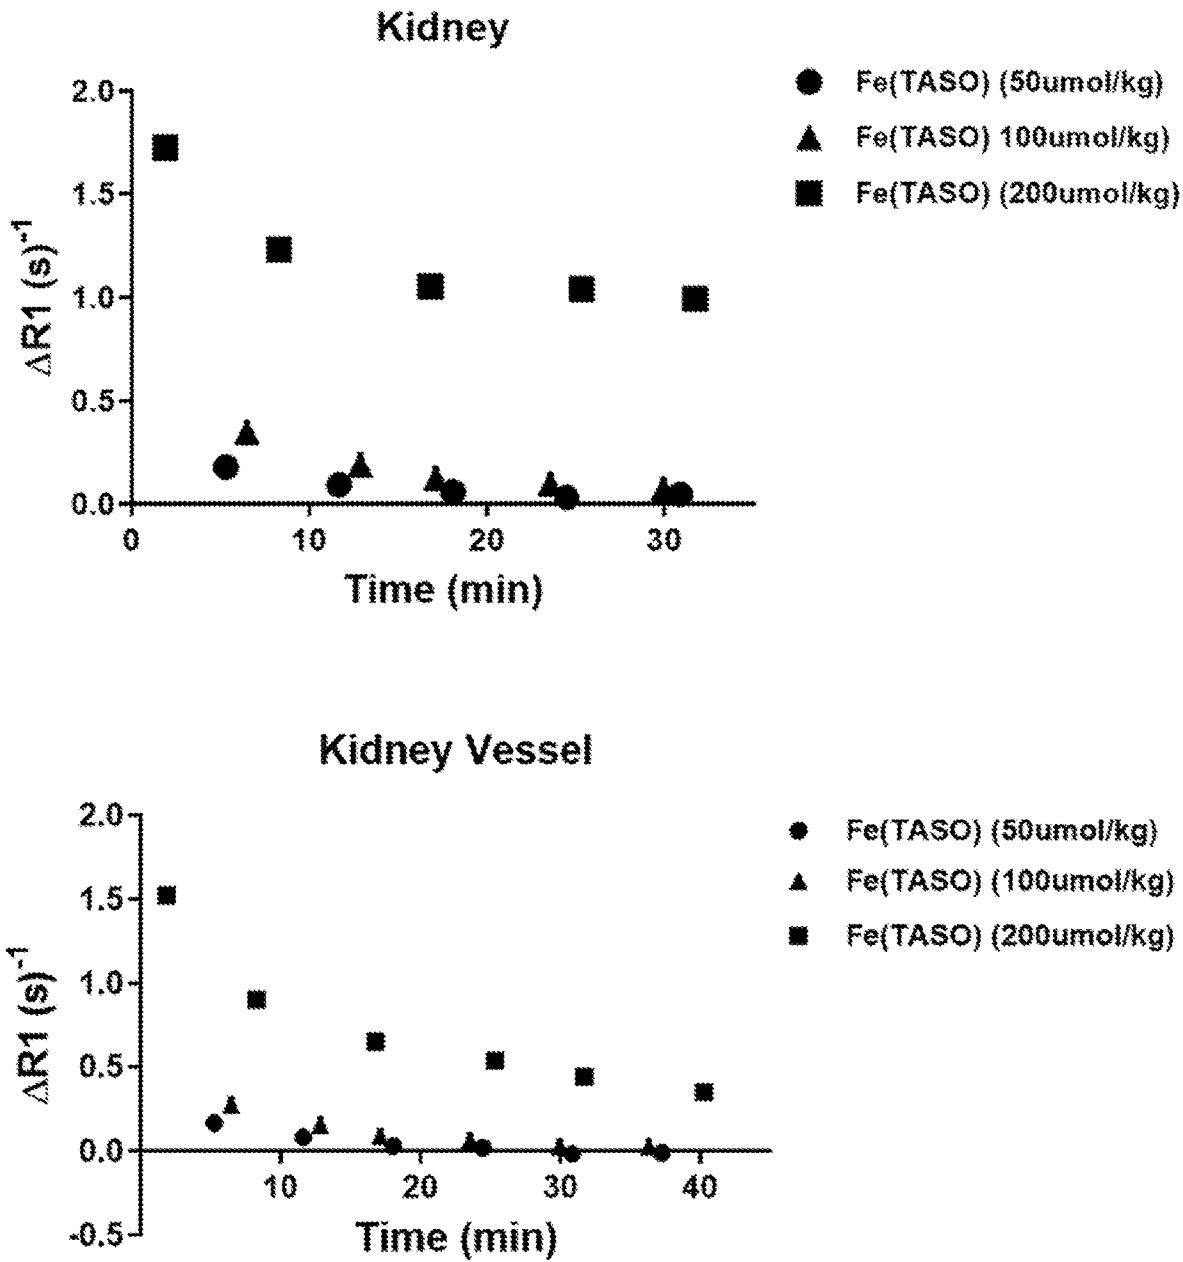 Kidney
Fe(TASO) (50umol/kg)
Fe(TASO) 100umol/kg)
Fe(TASO) (200umol/kg)
2.0
1.5
1.0
0.5
0.0
ΔR1 (s)⁻¹
0 10 20 30
Time (min)
Kidney Vessel
Fe(TASO) (50umol/kg)
Fe(TASO) (100umol/kg)
Fe(TASO) (200umol/kg)
2.0
1.5
1.0
0.5
0.0
-0.5
ΔR1 (s)⁻¹
10 20 30 40
Time (min)